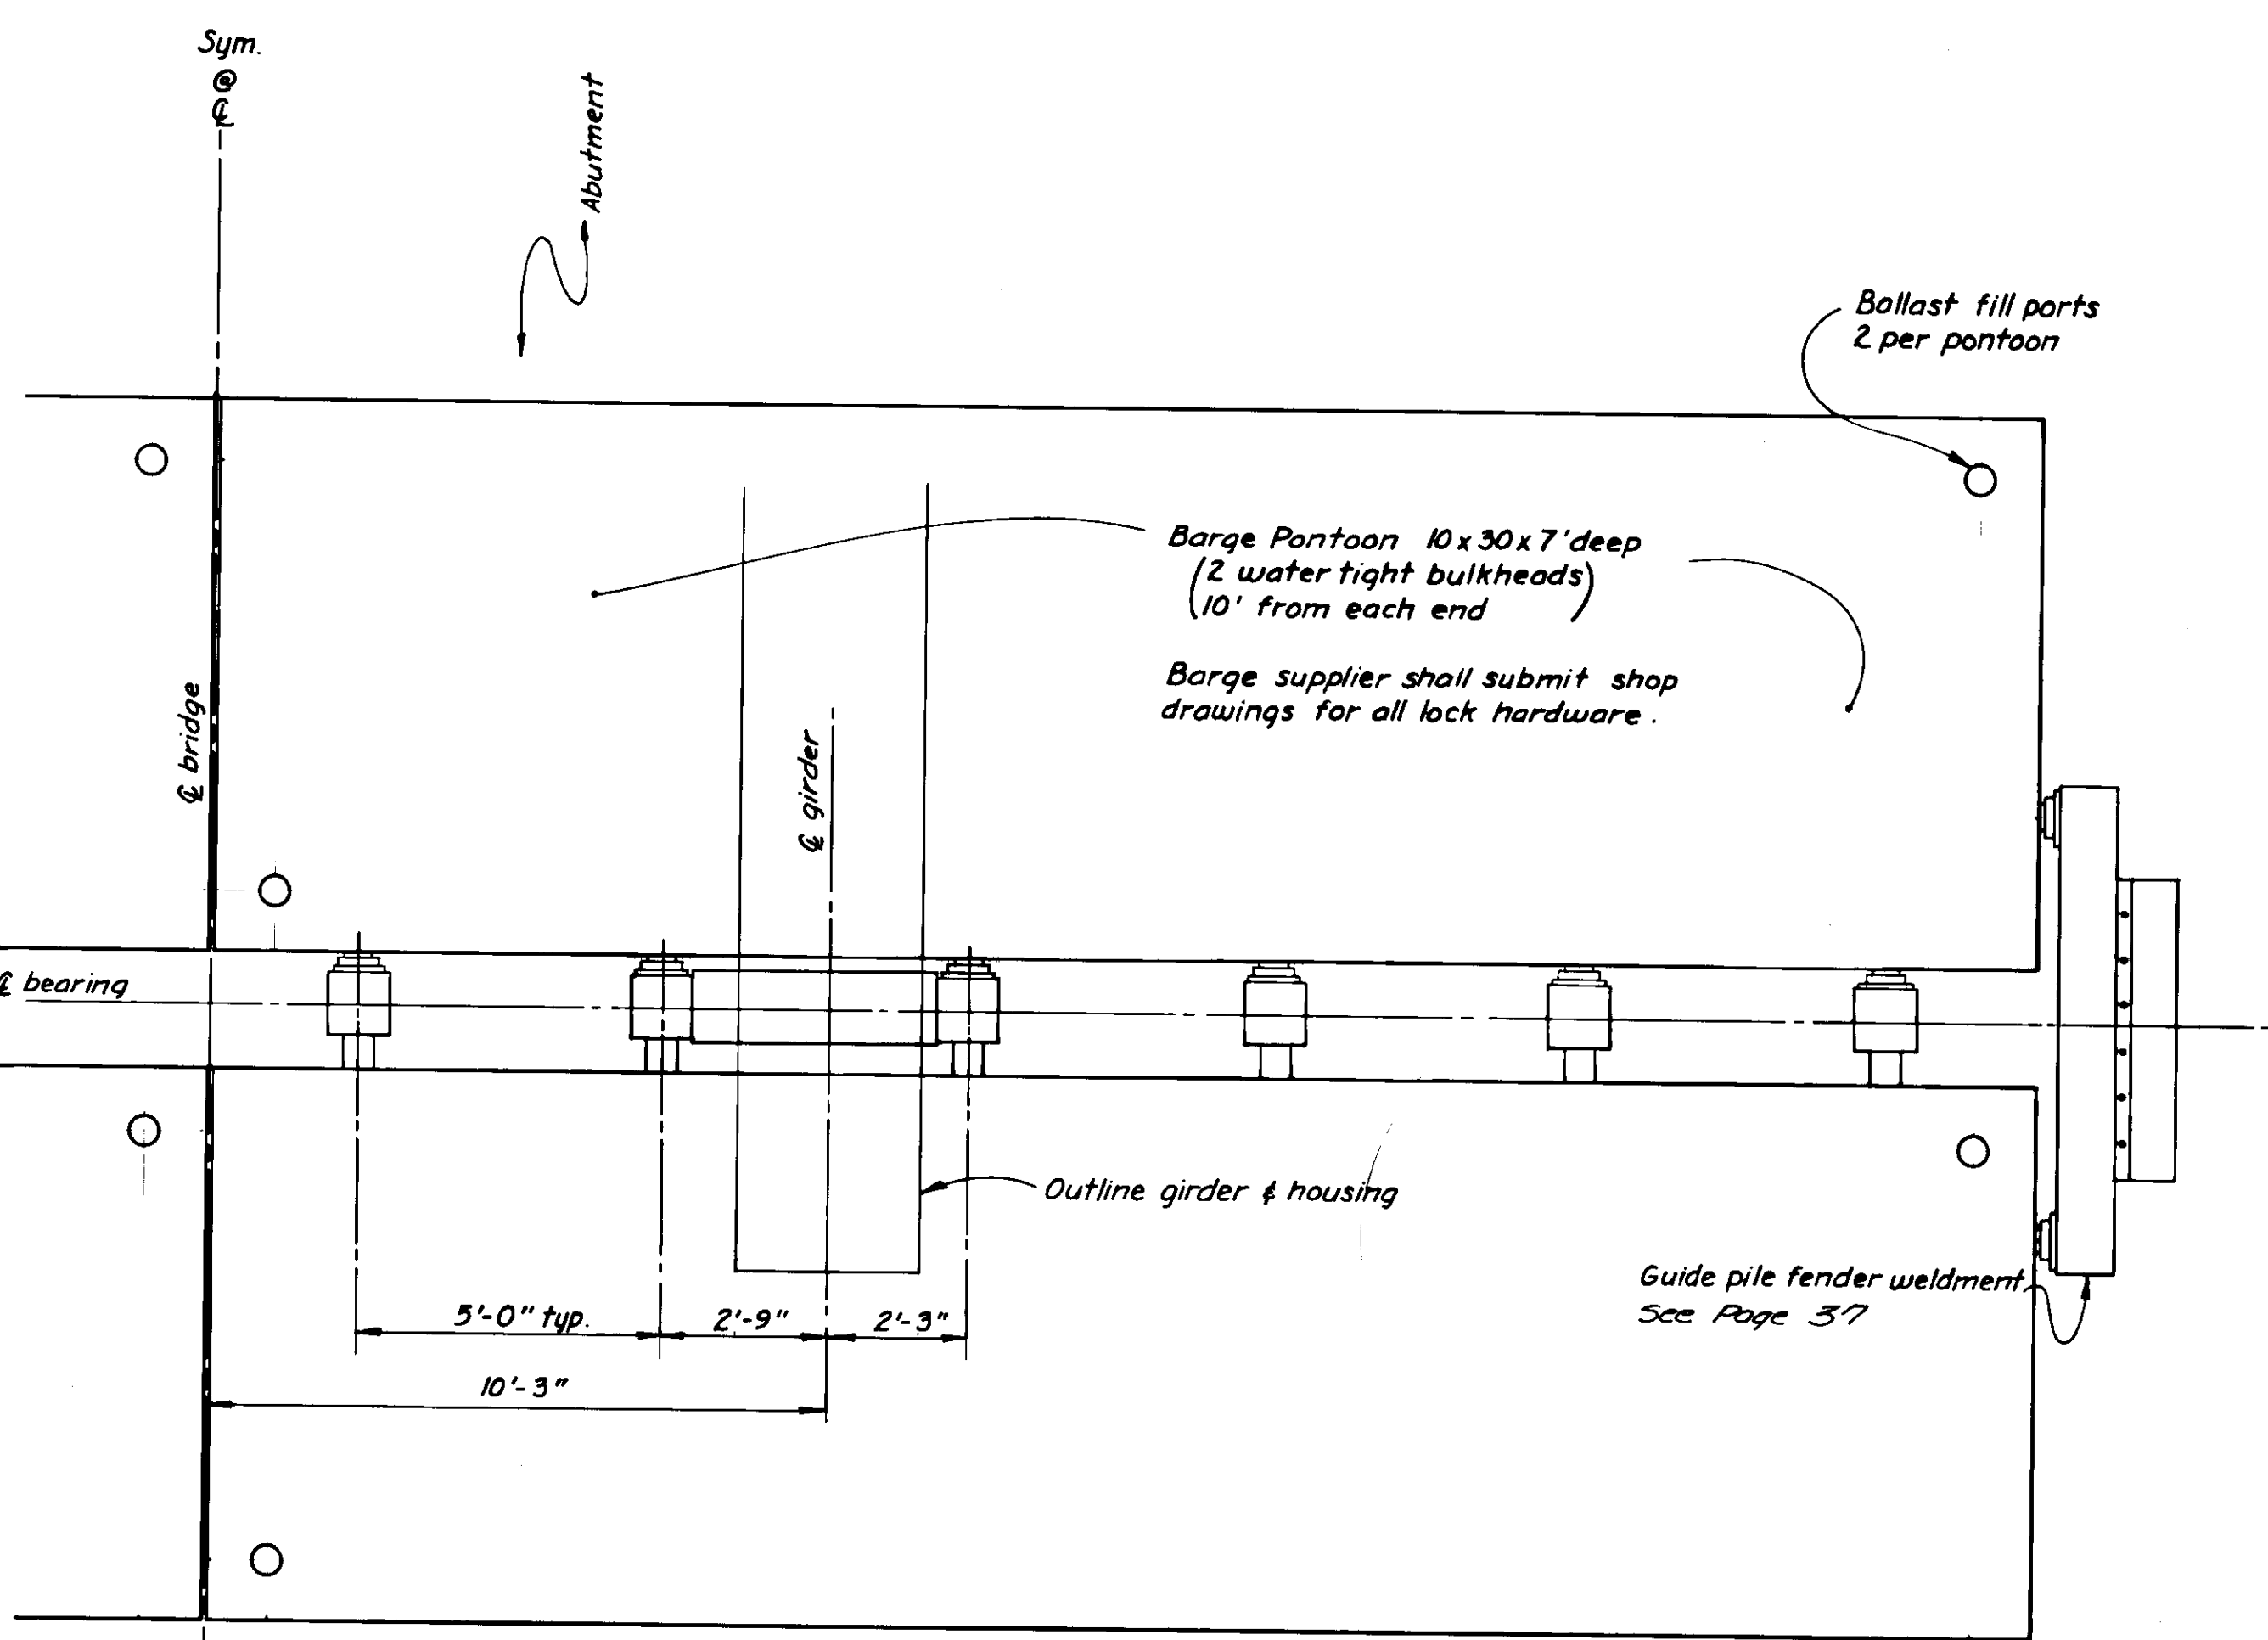 Sym.
@
℄
Abutment
Ballast fill ports
2 per pontoon
Barge Pontoon 10 x 30 x 7' deep
(2 water tight bulkheads)
(10' from each end)
Barge supplier shall submit shop
drawings for all lock hardware.
℄ bridge
℄ girder
℄ bearing
Outline girder & housing
Guide pile fender weldment
See Page 37
5'-0" typ.
2'-9"
2'-3"
10'-3"